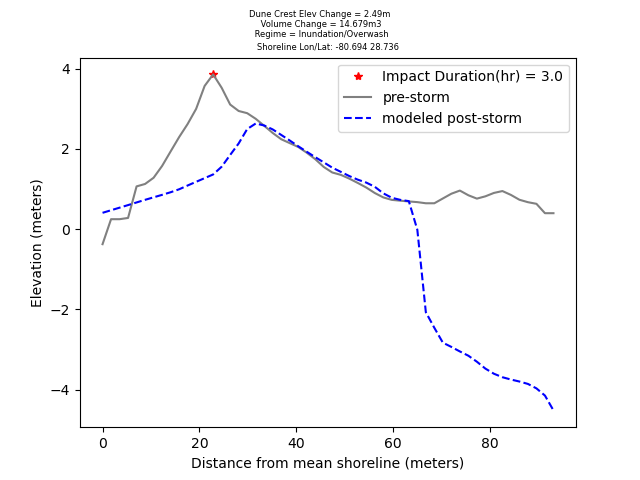 Dune Crest Elev Change = 2.49m
Volume Change = 14.679m3
Regime = Inundation/Overwash
Shoreline Lon/Lat: -80.694 28.736
Impact Duration(hr) = 3.0
pre-storm
modeled post-storm
4
2
0
−2
−4
Elevation (meters)
0 20 40 60 80
Distance from mean shoreline (meters)